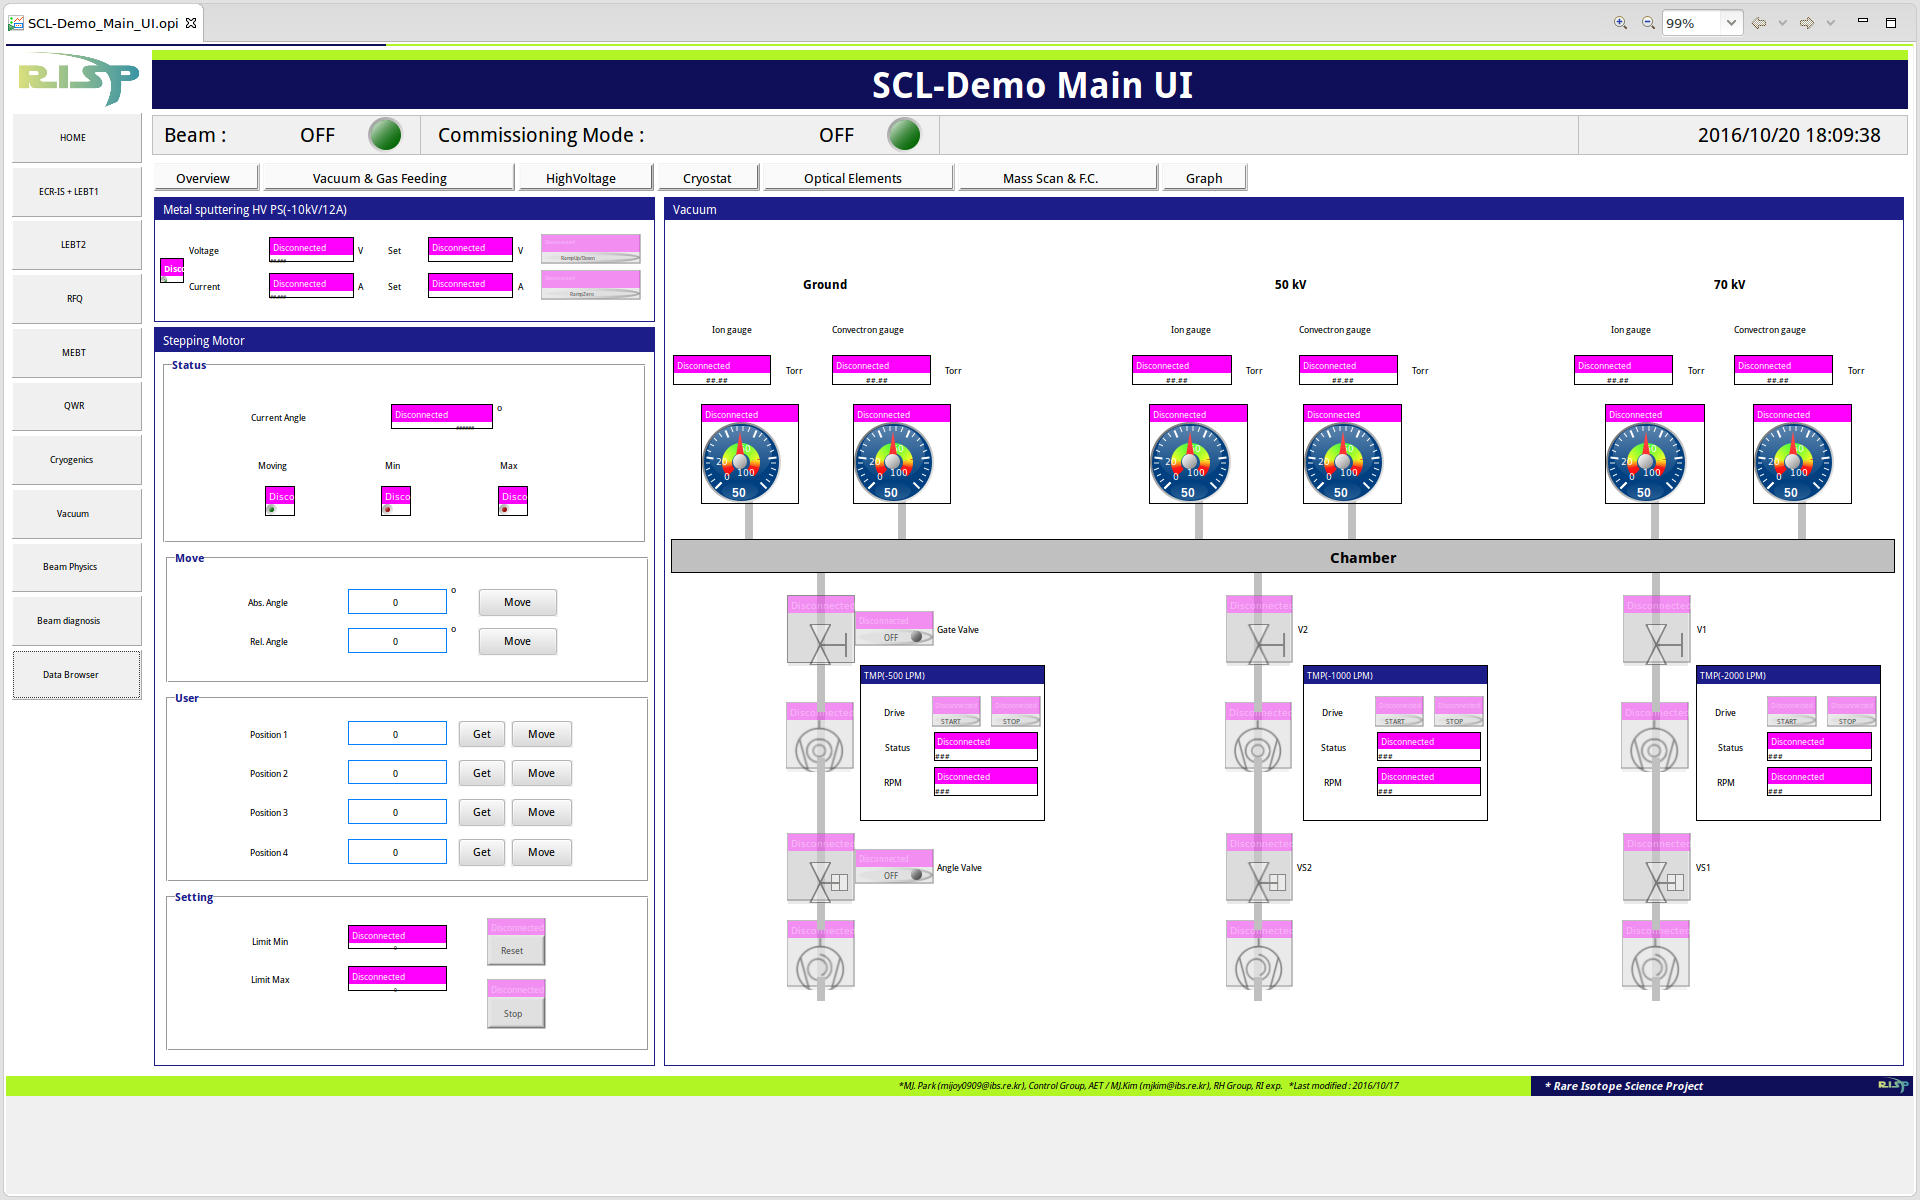 SCL-Demo_Main_UI.opi
99%
RISP
SCL-Demo Main UI
Beam : OFF Commissioning Mode : OFF 2016/10/20 18:09:38
HOME
ECR-IS + LEBT1
LEBT2
RFQ
MEBT
QWR
Cryogenics
Vacuum
Beam Physics
Beam diagnosis
Data Browser
Overview Vacuum & Gas Feeding HighVoltage Cryostat Optical Elements Mass Scan & F.C. Graph
Metal sputtering HV PS(-10kV/12A)
Disco
Voltage Disconnected V Set Disconnected V Disconnected
RampUp/Down
Current Disconnected A Set Disconnected A Disconnected
RampZero
Stepping Motor
Status
Current Angle Disconnected o
######
Moving Min Max
Disco Disco Disco
Move
Abs. Angle 0 o Move
Rel. Angle 0 o Move
User
Position 1 0 Get Move
Position 2 0 Get Move
Position 3 0 Get Move
Position 4 0 Get Move
Setting
Limit Min Disconnected Disconnected
0 Reset
Limit Max Disconnected Disconnected
0 Stop
Vacuum
Ground 50 kV 70 kV
Ion gauge Convectron gauge Ion gauge Convectron gauge Ion gauge Convectron gauge
Disconnected Torr Disconnected Torr Disconnected Torr Disconnected Torr Disconnected Torr Disconnected Torr
##.## ##.## ##.## ##.## ##.## ##.##
Disconnected Disconnected Disconnected Disconnected Disconnected Disconnected
20 20 20 20 20 20
0 100 0 100 0 100 0 100 0 100 0 100
50 50 50 50 50 50
Chamber
Disconnected Disconnected Disconnected Disconnected
OFF Gate Valve V2 V1
TMP(-500 LPM) TMP(-1000 LPM) TMP(-2000 LPM)
Disconnected Disconnected Disconnected
Drive Disconnected Disconnected Drive Disconnected Disconnected Drive Disconnected Disconnected
START STOP START STOP START STOP
Status Disconnected Status Disconnected Status Disconnected
### ### ###
RPM Disconnected RPM Disconnected RPM Disconnected
### ### ###
Disconnected Disconnected Disconnected Disconnected
OFF Angle Valve VS2 VS1
Disconnected Disconnected Disconnected
*MJ. Park (mijoy0909@ibs.re.kr), Control Group, AET / MJ.Kim (mjkim@ibs.re.kr), RH Group, RI exp. *Last modified : 2016/10/17
* Rare Isotope Science Project RISP